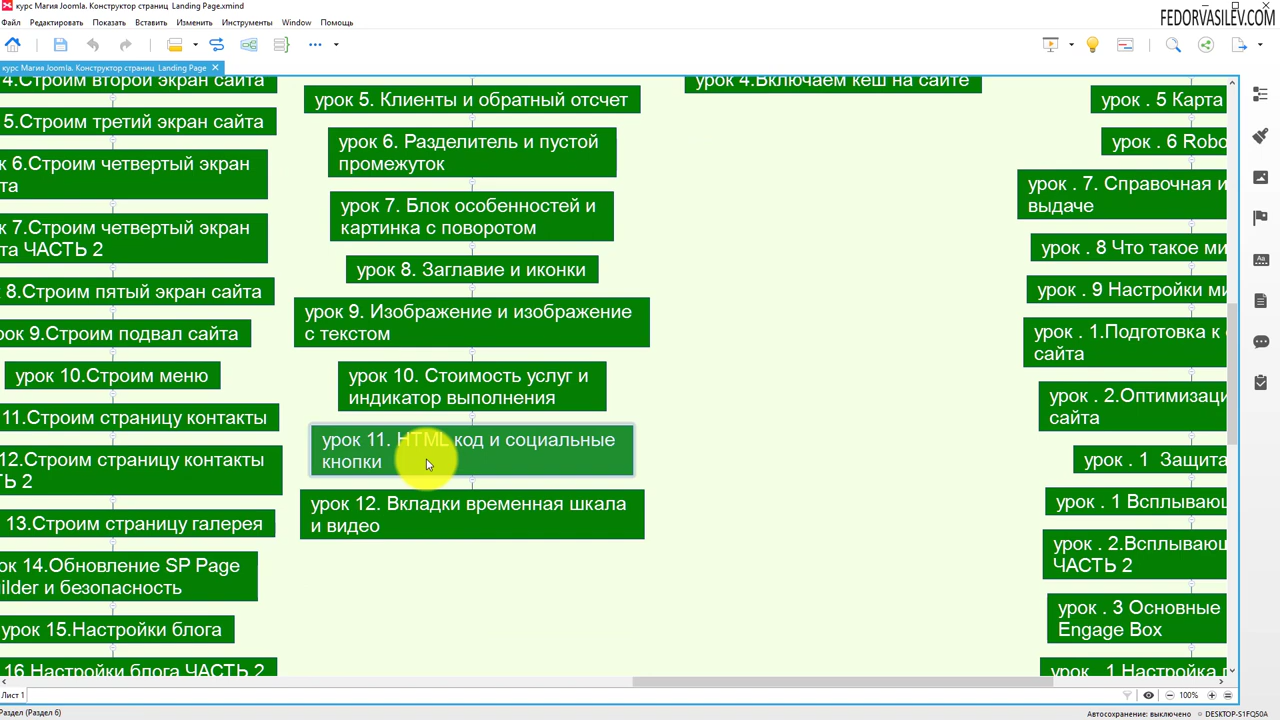 курс Магия Joomla. Конструктор страниц Landing Page.xmind
FEDORVASILEV.COM
Файл Редактировать Показать Вставить Изменить Инструменты Window Помощь
курс Магия Joomla. Конструктор страниц Landing Page
4.Строим второй экран сайта
5.Строим третий экран сайта
к 6.Строим четвертый экран
та
к 7.Строим четвертый экран
та ЧАСТЬ 2
8.Строим пятый экран сайта
ок 9.Строим подвал сайта
урок 10.Строим меню
11.Строим страницу контакты
12.Строим страницу контакты
Ь 2
13.Строим страницу галерея
ок 14.Обновление SP Page
ilder и безопасность
урок 15.Настройки блога
16.Настройки блога ЧАСТЬ 2
урок 5. Клиенты и обратный отсчет
урок 6. Разделитель и пустой
промежуток
урок 7. Блок особенностей и
картинка с поворотом
урок 8. Заглавие и иконки
урок 9. Изображение и изображение
с текстом
урок 10. Стоимость услуг и
индикатор выполнения
урок 11. HTML код и социальные
кнопки
урок 12. Вкладки временная шкала
и видео
урок 4.Включаем кеш на сайте
урок . 5 Карта
урок . 6 Robo
урок . 7. Справочная и
выдаче
урок . 8 Что такое ми
урок . 9 Настройки ми
урок . 1.Подготовка к
сайта
урок . 2.Оптимизаци
сайта
урок . 1 Защита
урок . 1 Всплывающ
урок . 2.Всплывающ
ЧАСТЬ 2
урок . 3 Основные
Engage Box
урок . 1 Настройка
Лист 1
100%
Раздел (Раздел 6)
Автосохранение: выключено
DESKTOP-S1FQ50A